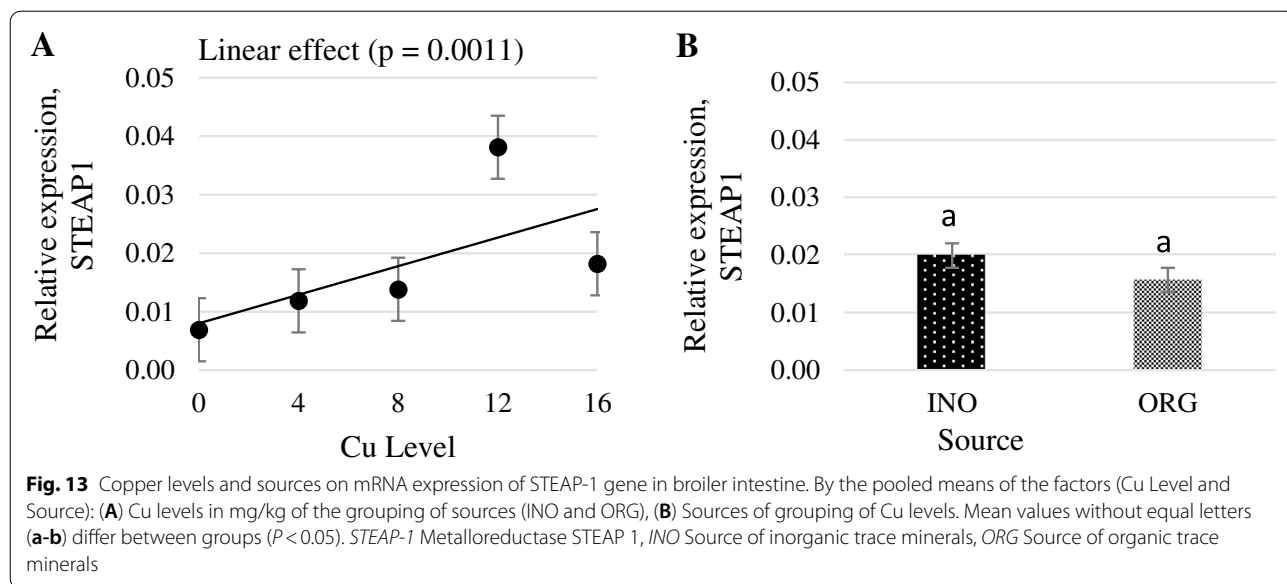 A
Linear effect (p = 0.0011)
Relative expression,
STEAP1
0.05
0.04
0.03
0.02
0.01
0.00
0 4 8 12 16
Cu Level
B
Relative expression,
STEAP1
0.05
0.04
0.03
0.02
0.01
0.00
a a
INO ORG
Source
Fig. 13 Copper levels and sources on mRNA expression of STEAP-1 gene in broiler intestine. By the pooled means of the factors (Cu Level and
Source): (A) Cu levels in mg/kg of the grouping of sources (INO and ORG), (B) Sources of grouping of Cu levels. Mean values without equal letters
(a-b) differ between groups (P < 0.05). STEAP-1 Metalloreductase STEAP 1, INO Source of inorganic trace minerals, ORG Source of organic trace
minerals